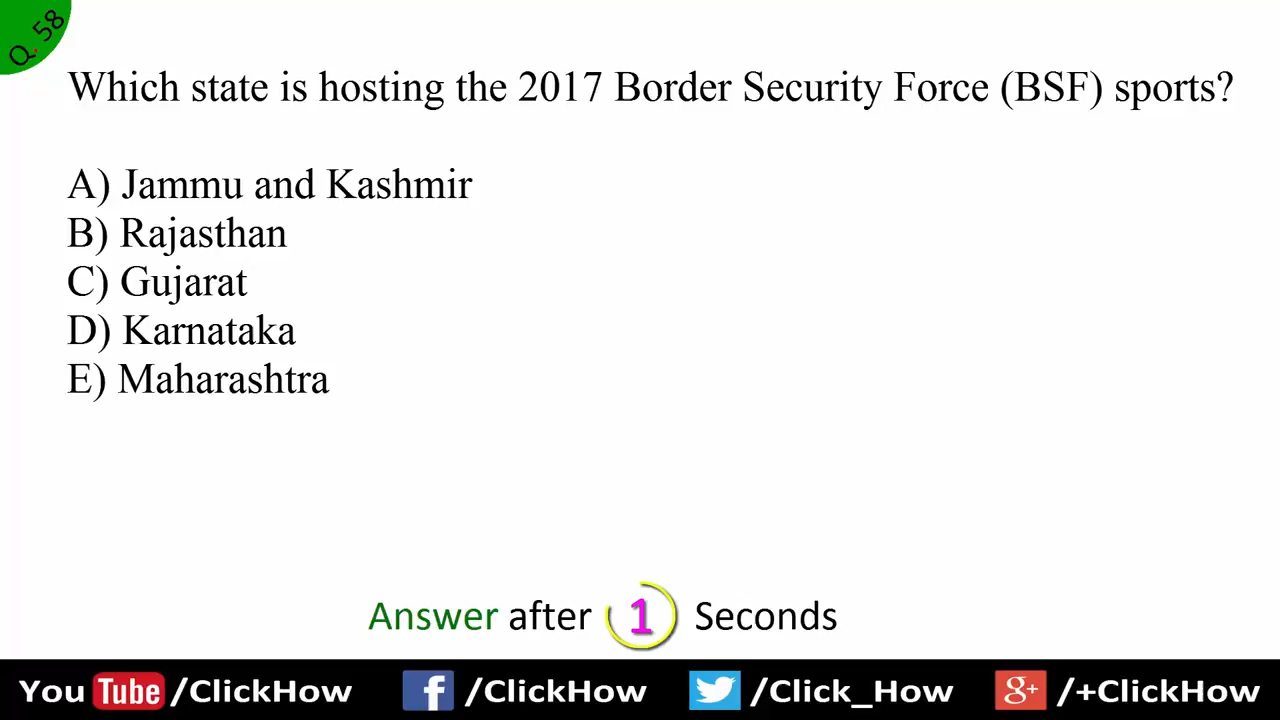 Q. 58
Which state is hosting the 2017 Border Security Force (BSF) sports?
A) Jammu and Kashmir
B) Rajasthan
C) Gujarat
D) Karnataka
E) Maharashtra
Answer after 1 Seconds
You Tube /ClickHow f /ClickHow /Click_How g+ /+ClickHow